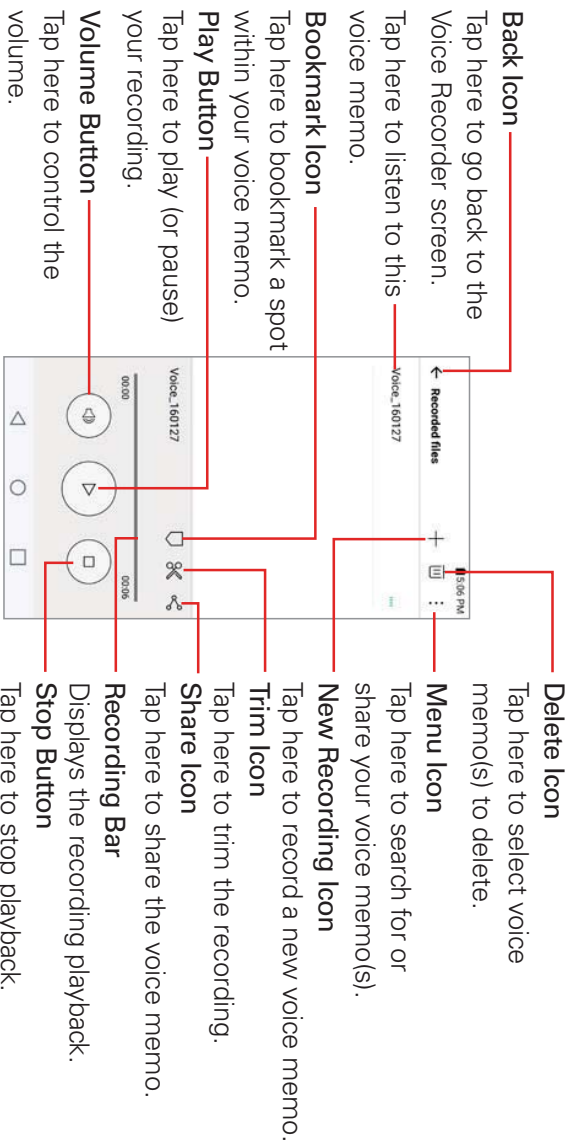 Back Icon
Tap here to go back to the
Voice Recorder screen.
Tap here to listen to this
voice memo.
Bookmark Icon
Tap here to bookmark a spot
within your voice memo.
Play Button
Tap here to play (or pause)
your recording.
Volume Button
Tap here to control the
volume.
5:06 PM
Recorded files
Voice_160127
Voice_160127
00:00
00:06
Delete Icon
Tap here to select voice
memo(s) to delete.
Menu Icon
Tap here to search for or
share your voice memo(s).
New Recording Icon
Tap here to record a new voice memo.
Trim Icon
Tap here to trim the recording.
Share Icon
Tap here to share the voice memo.
Recording Bar
Displays the recording playback.
Stop Button
Tap here to stop playback.